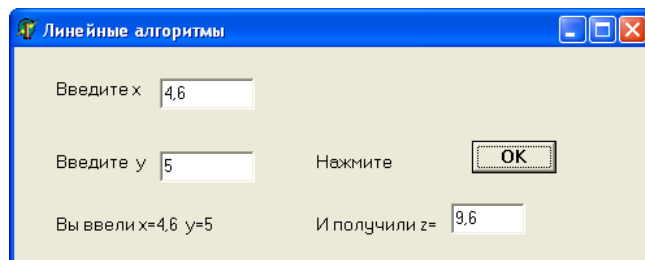 Линейные алгоритмы
Введите x 4,6
Введите y 5 Нажмите OK
Вы ввели x=4,6 y=5 И получили z= 9,6